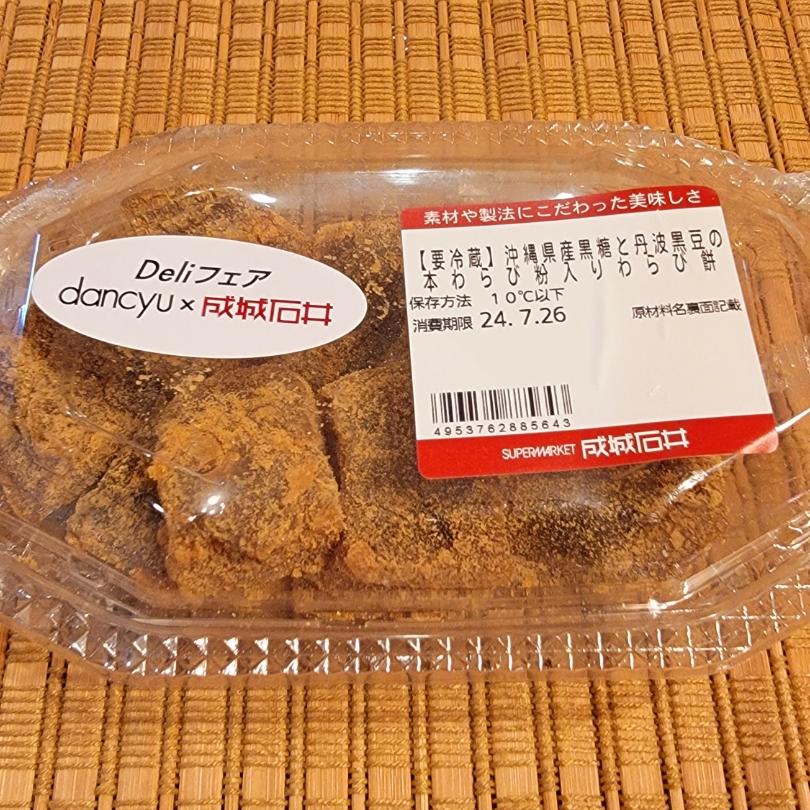 Deliフェア
dancyu×成城石井
素材や製法にこだわった美味しさ
【要冷蔵】沖縄県産黒糖と丹波黒豆の
本わらび粉入りわらび餅
保存方法 10℃以下
消費期限 24.7.26 原材料名裏面記載
4953762885643
SUPERMARKET 成城石井